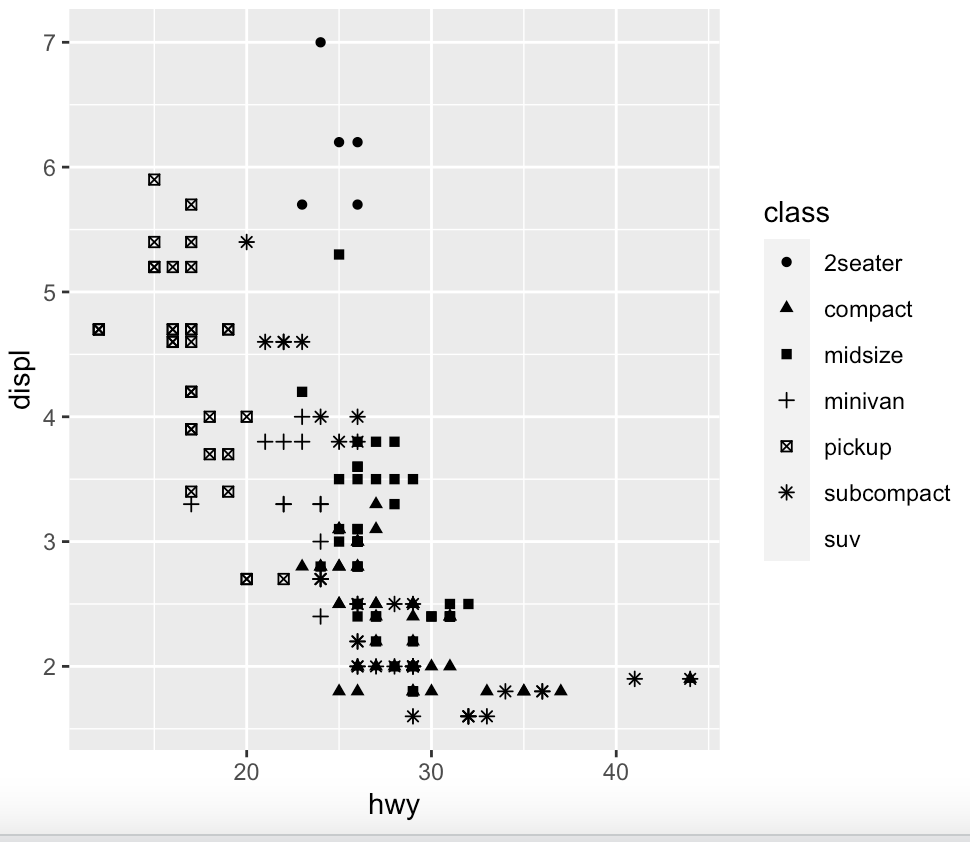 7
6
5
4
3
2
displ
20 30 40
hwy
class
2seater
compact
midsize
minivan
pickup
subcompact
suv